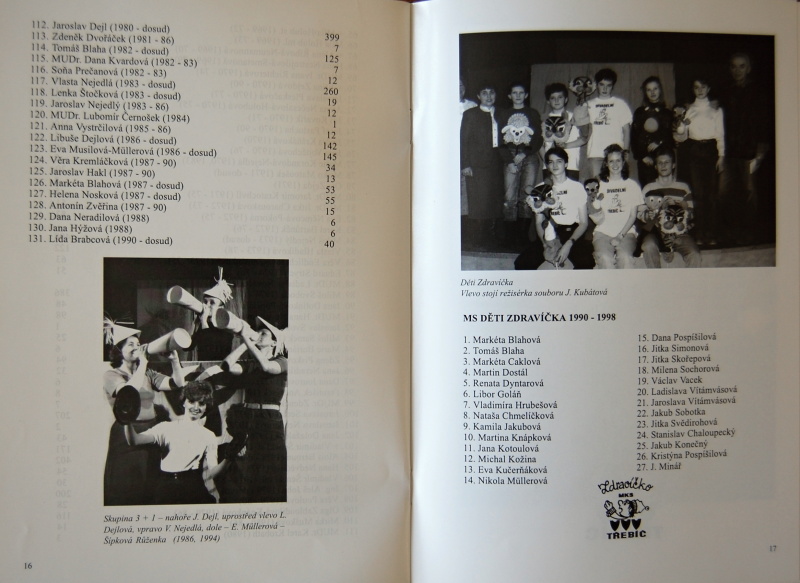 112. Jaroslav Dejl (1980 - dosud) 399
113. Zdeněk Dvořáček (1981 - 86) 7
114. Tomáš Blaha (1982 - dosud) 125
115. MUDr. Dana Kvardová (1982 - 83) 7
116. Soňa Prečanová (1982 - 83) 12
117. Vlasta Nejedlá (1983 - dosud) 260
118. Lenka Štočková (1983 - dosud) 19
119. Jaroslav Nejedlý (1983 - 86) 12
120. MUDr. Lubomír Černošek (1984) 1
121. Anna Vystrčilová (1985 - 86) 12
122. Libuše Dejlová (1986 - dosud) 142
123. Eva Musilová-Müllerová (1986 - dosud) 145
124. Věra Kremláčková (1987 - 90) 34
125. Jaroslav Hakl (1987 - 90) 13
126. Markéta Blahová (1987 - dosud) 53
127. Helena Nosková (1987 - dosud) 55
128. Antonín Zvěřina (1987 - 90) 15
129. Dana Neradilová (1988) 6
130. Jana Hýžová (1988) 6
131. Lída Brabcová (1990 - dosud) 40
Skupina 3 + 1 – nahoře J. Dejl, uprostřed vlevo L.
Dejlová, vpravo V. Nejedlá, dole – E. Müllerová –
Šípková Růženka (1986, 1994)
16
Děti Zdravíčka
Vlevo stojí režisérka souboru J. Kubátová
MS DĚTI ZDRAVÍČKA 1990 - 1998
1. Markéta Blahová
2. Tomáš Blaha
3. Markéta Caklová
4. Martin Dostál
5. Renata Dyntarová
6. Libor Goláň
7. Vladimíra Hrubešová
8. Nataša Chmelíčková
9. Kamila Jakubová
10. Martina Knápková
11. Jana Kotoulová
12. Michal Kožina
13. Eva Kučerňáková
14. Nikola Müllerová
15. Dana Pospíšilová
16. Jitka Simonová
17. Jitka Skořepová
18. Milena Sochorová
19. Václav Vacek
20. Ladislava Vítámvásová
21. Jaroslava Vítámvásová
22. Jakub Sobotka
23. Jitka Svědirohová
24. Stanislav Chaloupecký
25. Jakub Konečný
26. Kristýna Pospíšilová
27. J. Minář
Zdravíčko
MKS
TŘEBÍČ
17